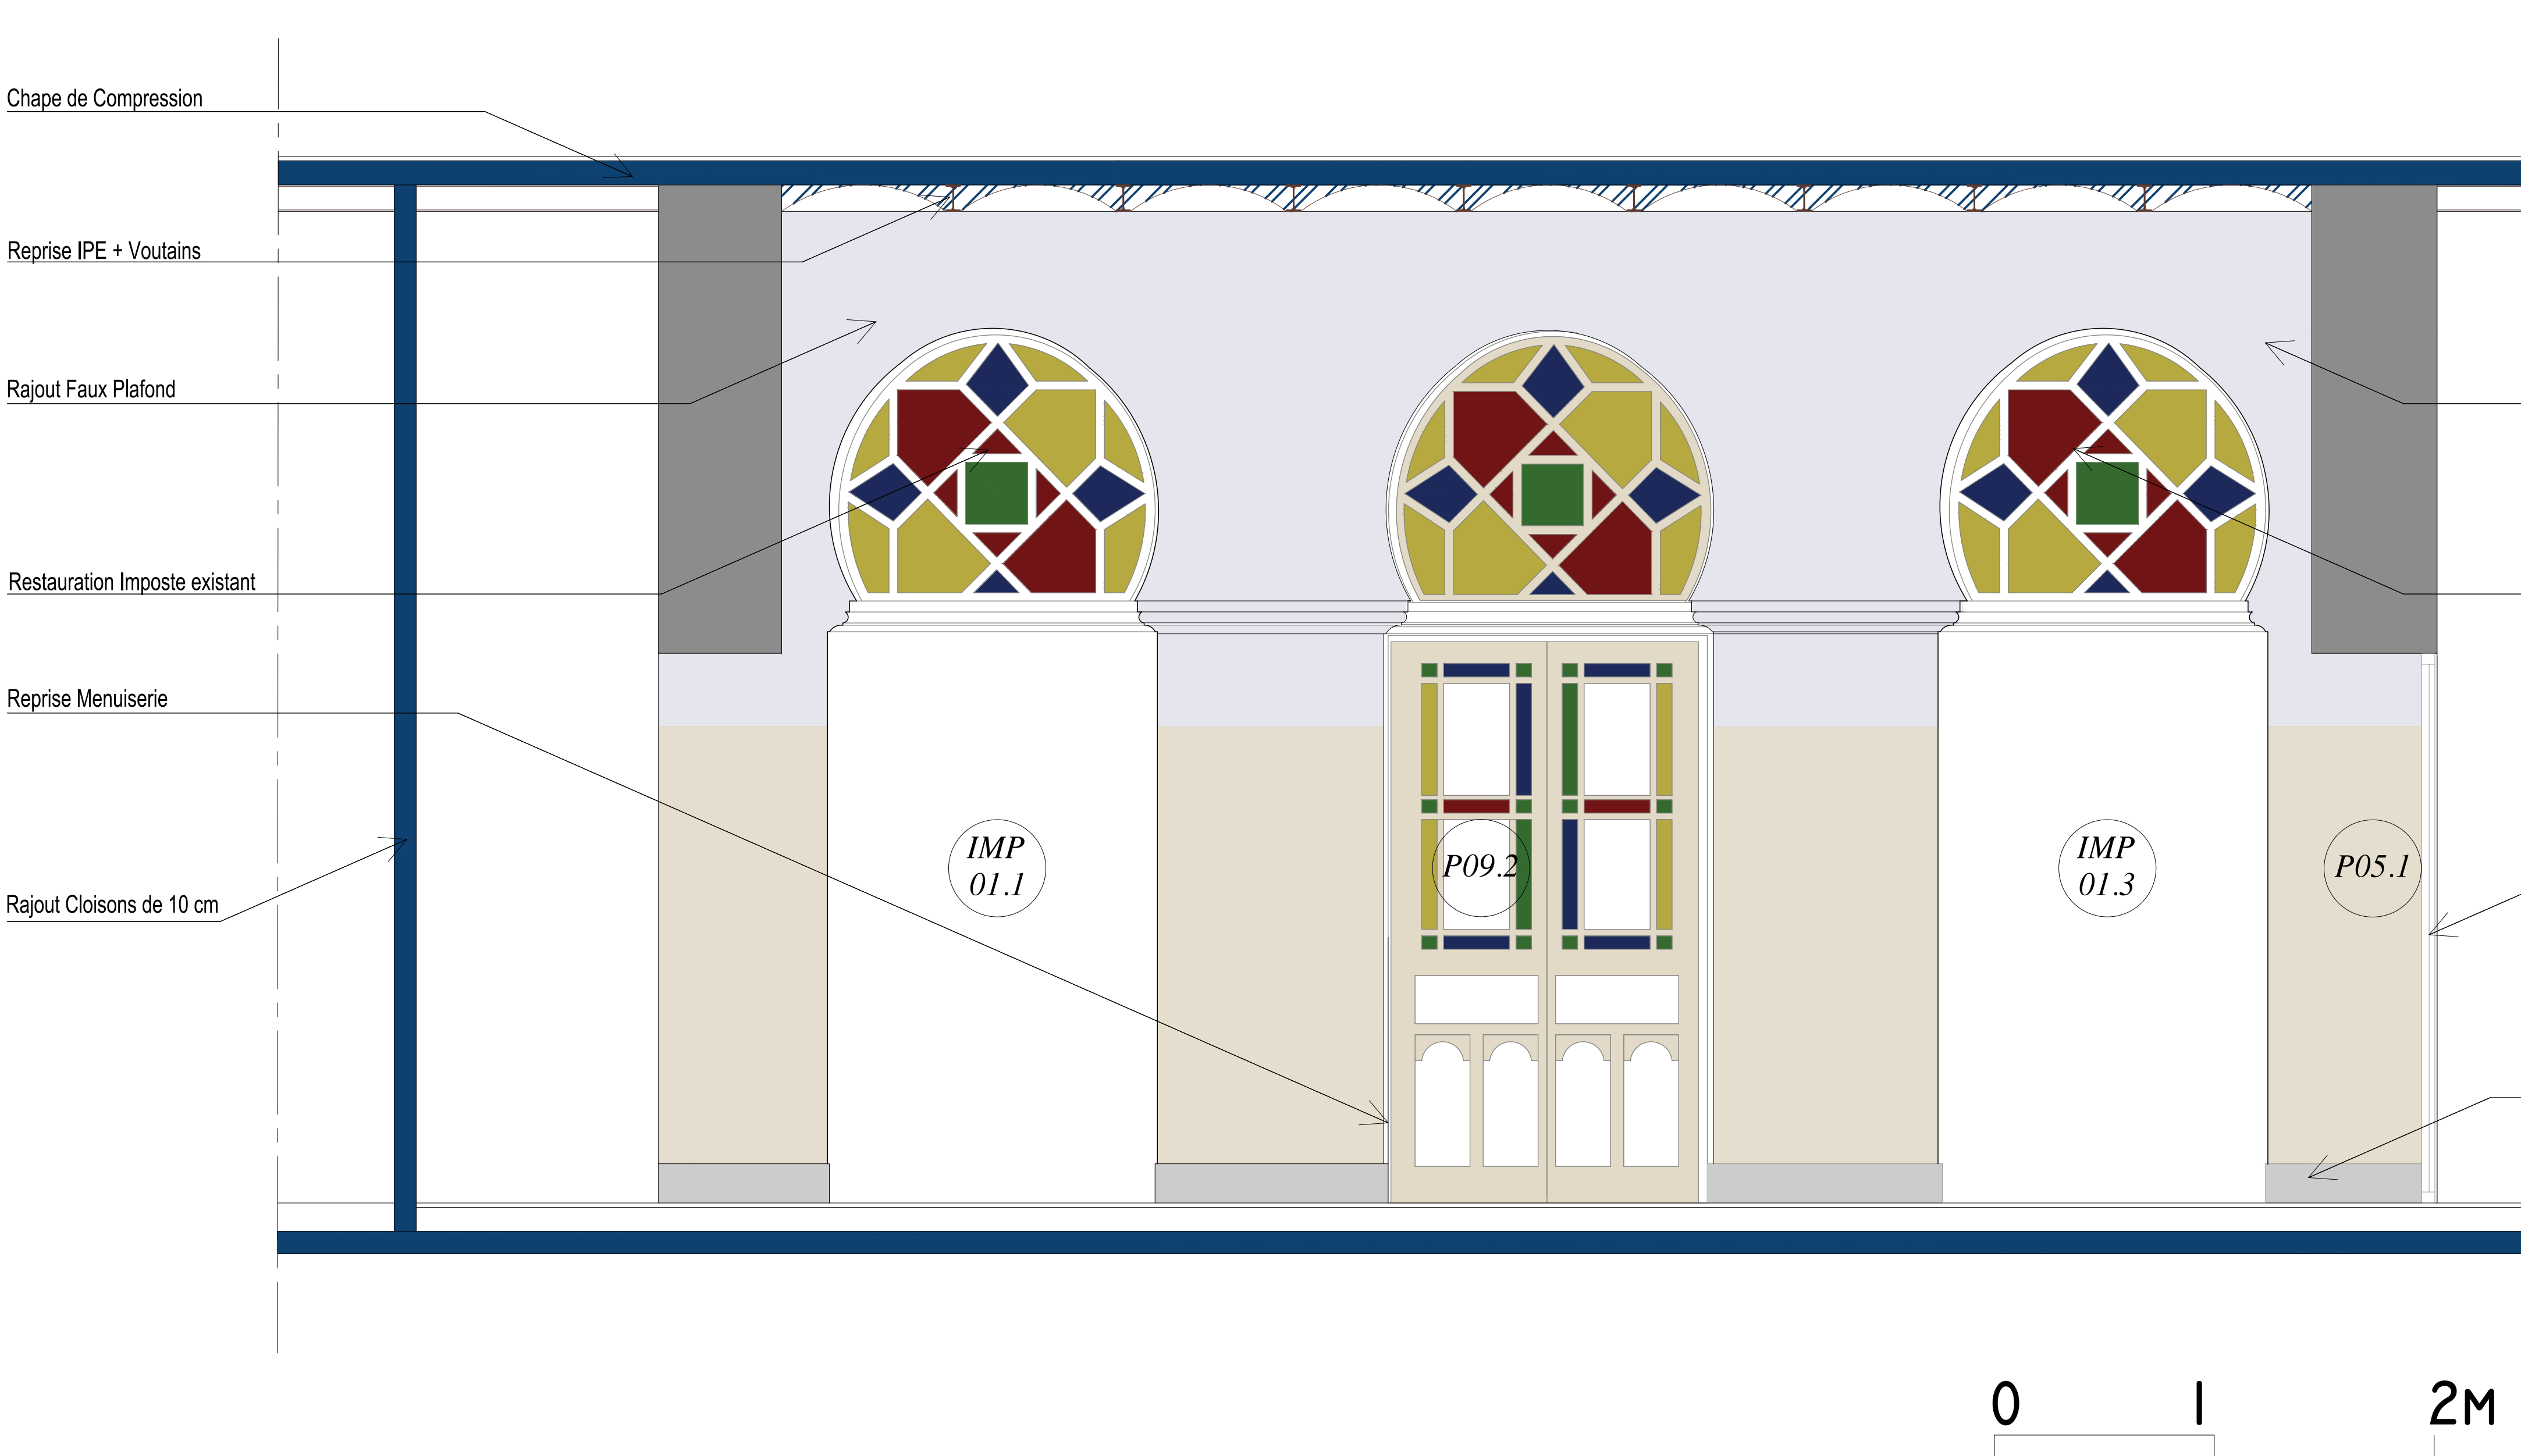 Chape de Compression
Reprise IPE + Voutains
Rajout Faux Plafond
Restauration Imposte existant
Reprise Menuiserie
Rajout Cloisons de 10 cm
IMP
01.1
P09.2
IMP
01.3
P05.1
0 1 2M